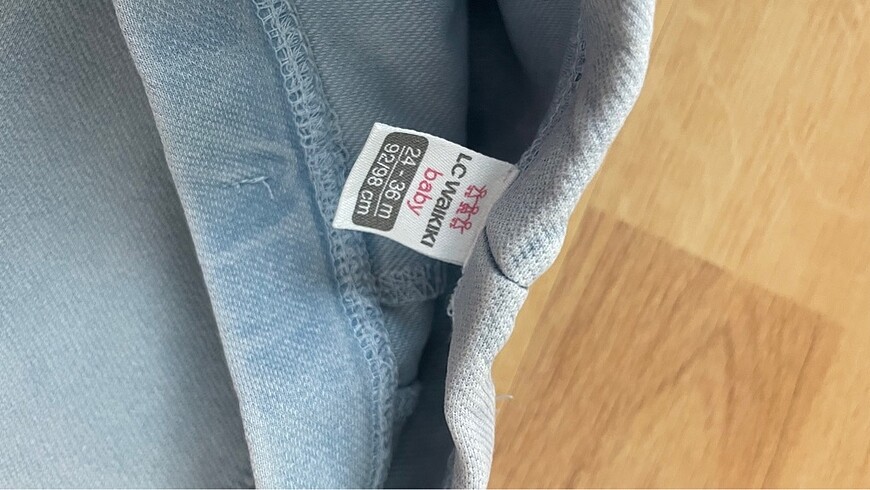 LC WAIKIKI
baby
24 - 36 m
92/98 cm